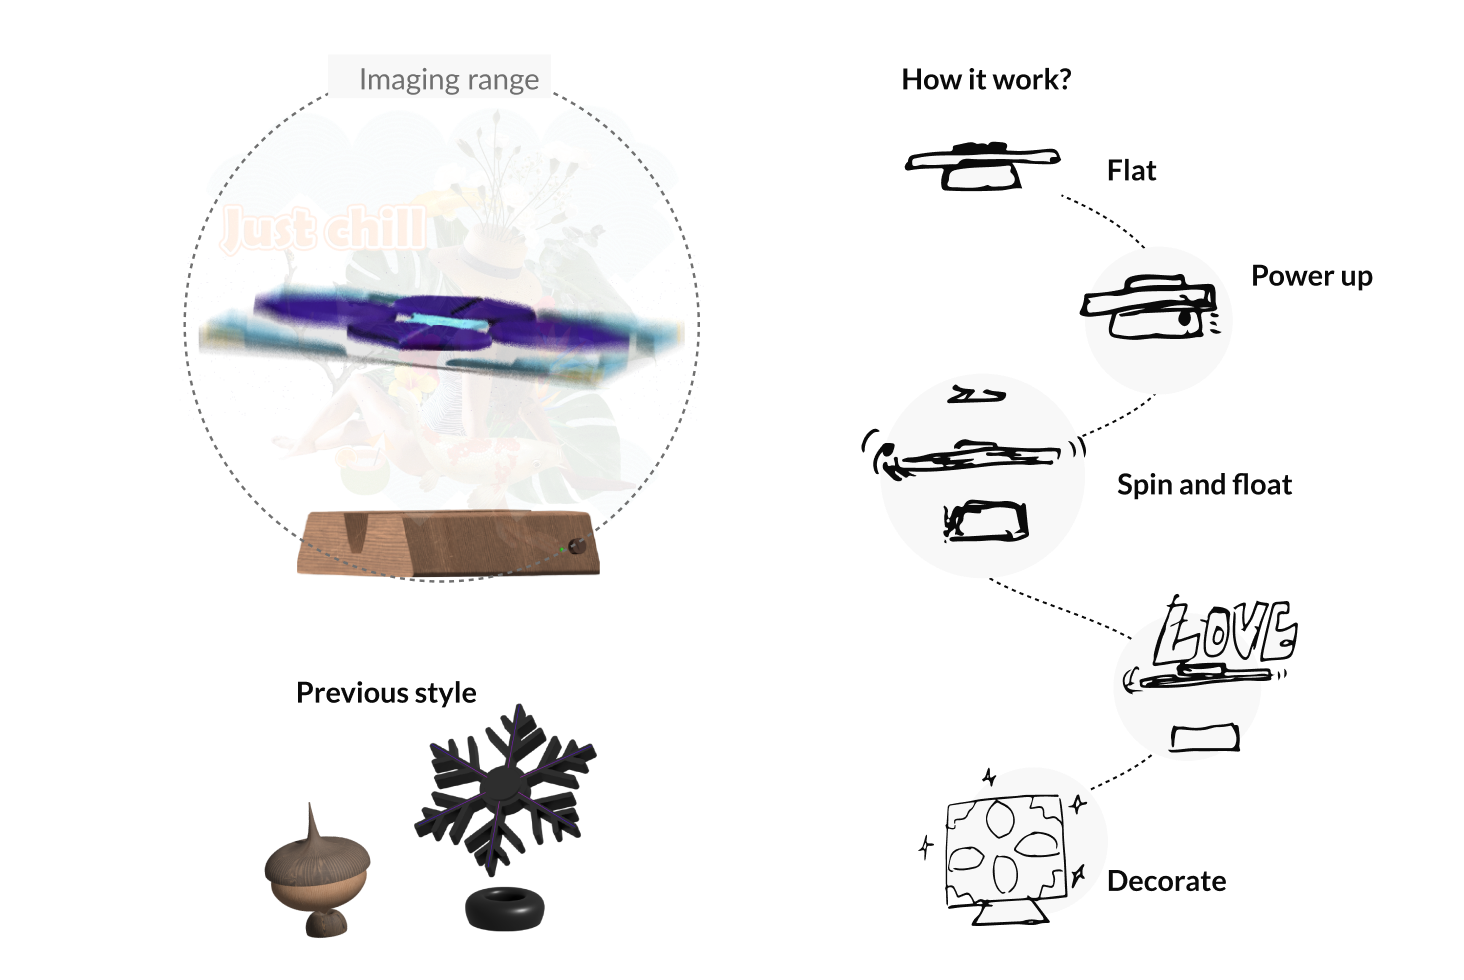 Imaging range
Just chill
Previous style
How it work?
Flat
Power up
Spin and float
LOVE
Decorate